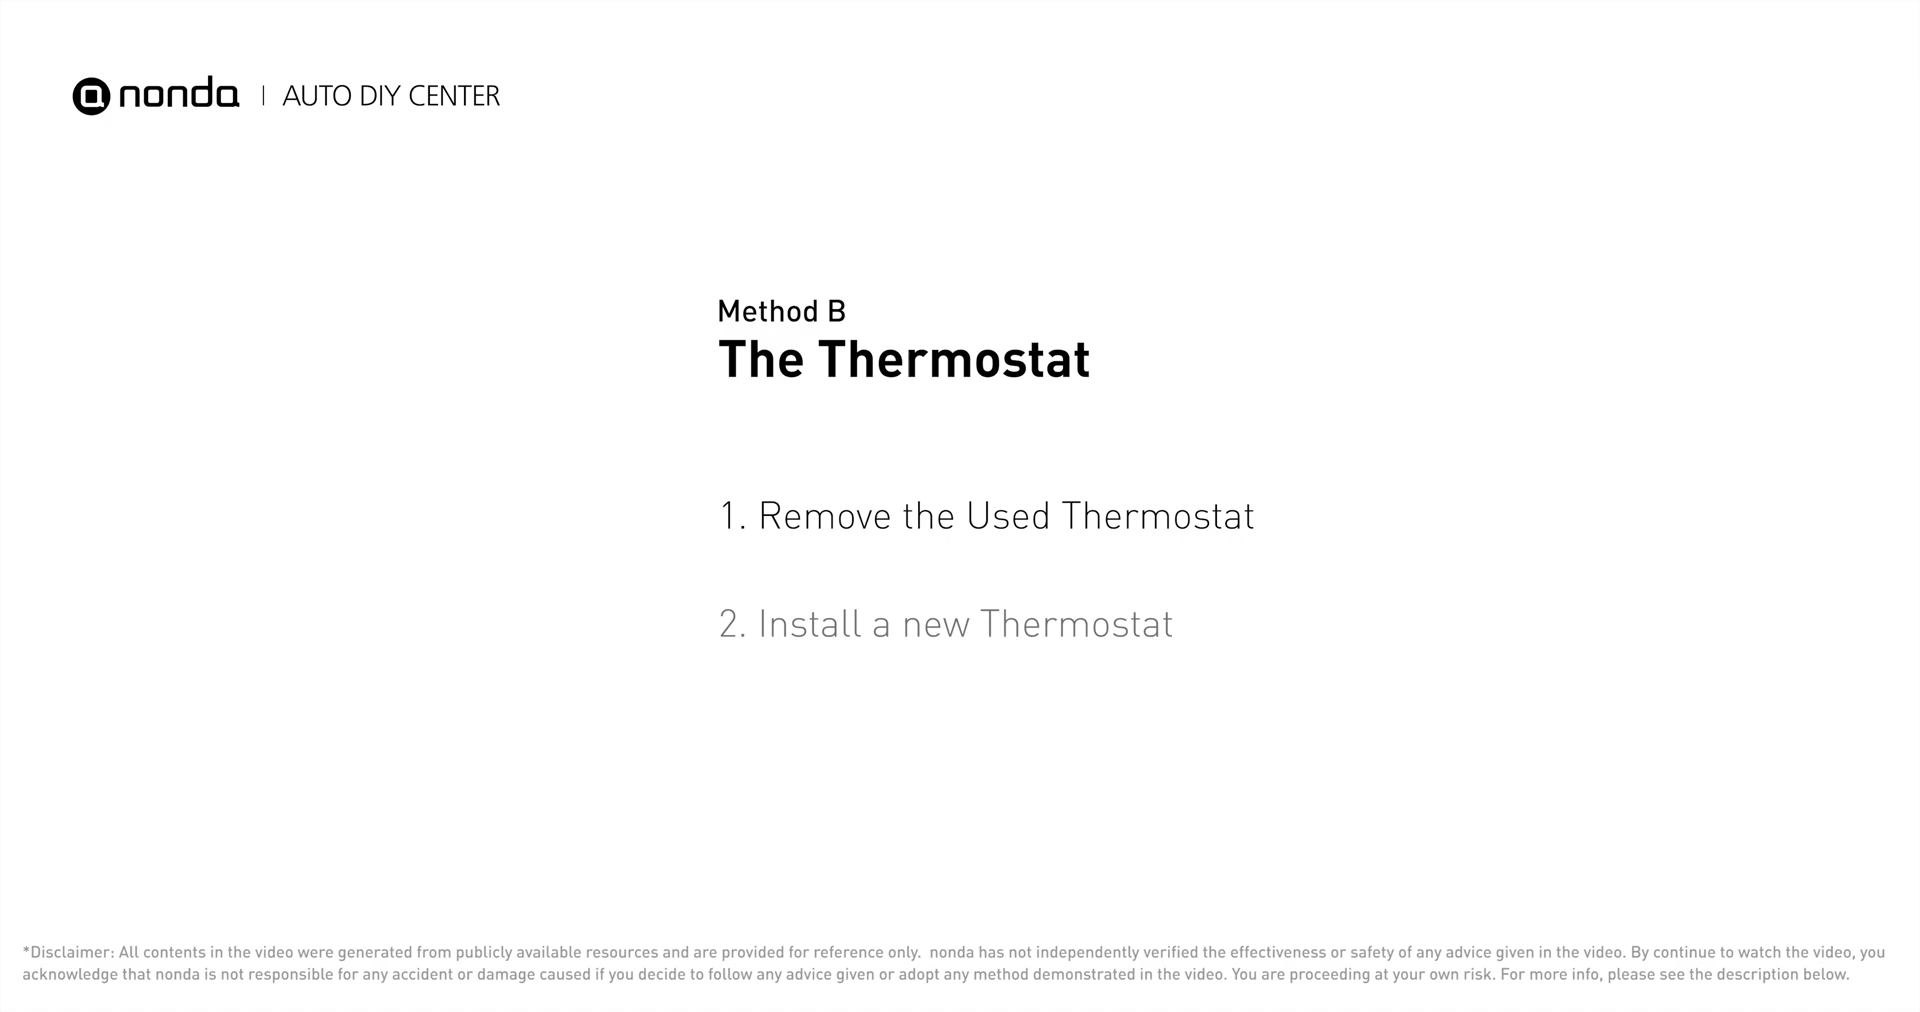 nonda | AUTO DIY CENTER
Method B
The Thermostat
1. Remove the Used Thermostat
2. Install a new Thermostat
*Disclaimer: All contents in the video were generated from publicly available resources and are provided for reference only.  nonda has not independently verified the effectiveness or safety of any advice given in the video. By continue to watch the video, you
acknowledge that nonda is not responsible for any accident or damage caused if you decide to follow any advice given or adopt any method demonstrated in the video. You are proceeding at your own risk. For more info, please see the description below.